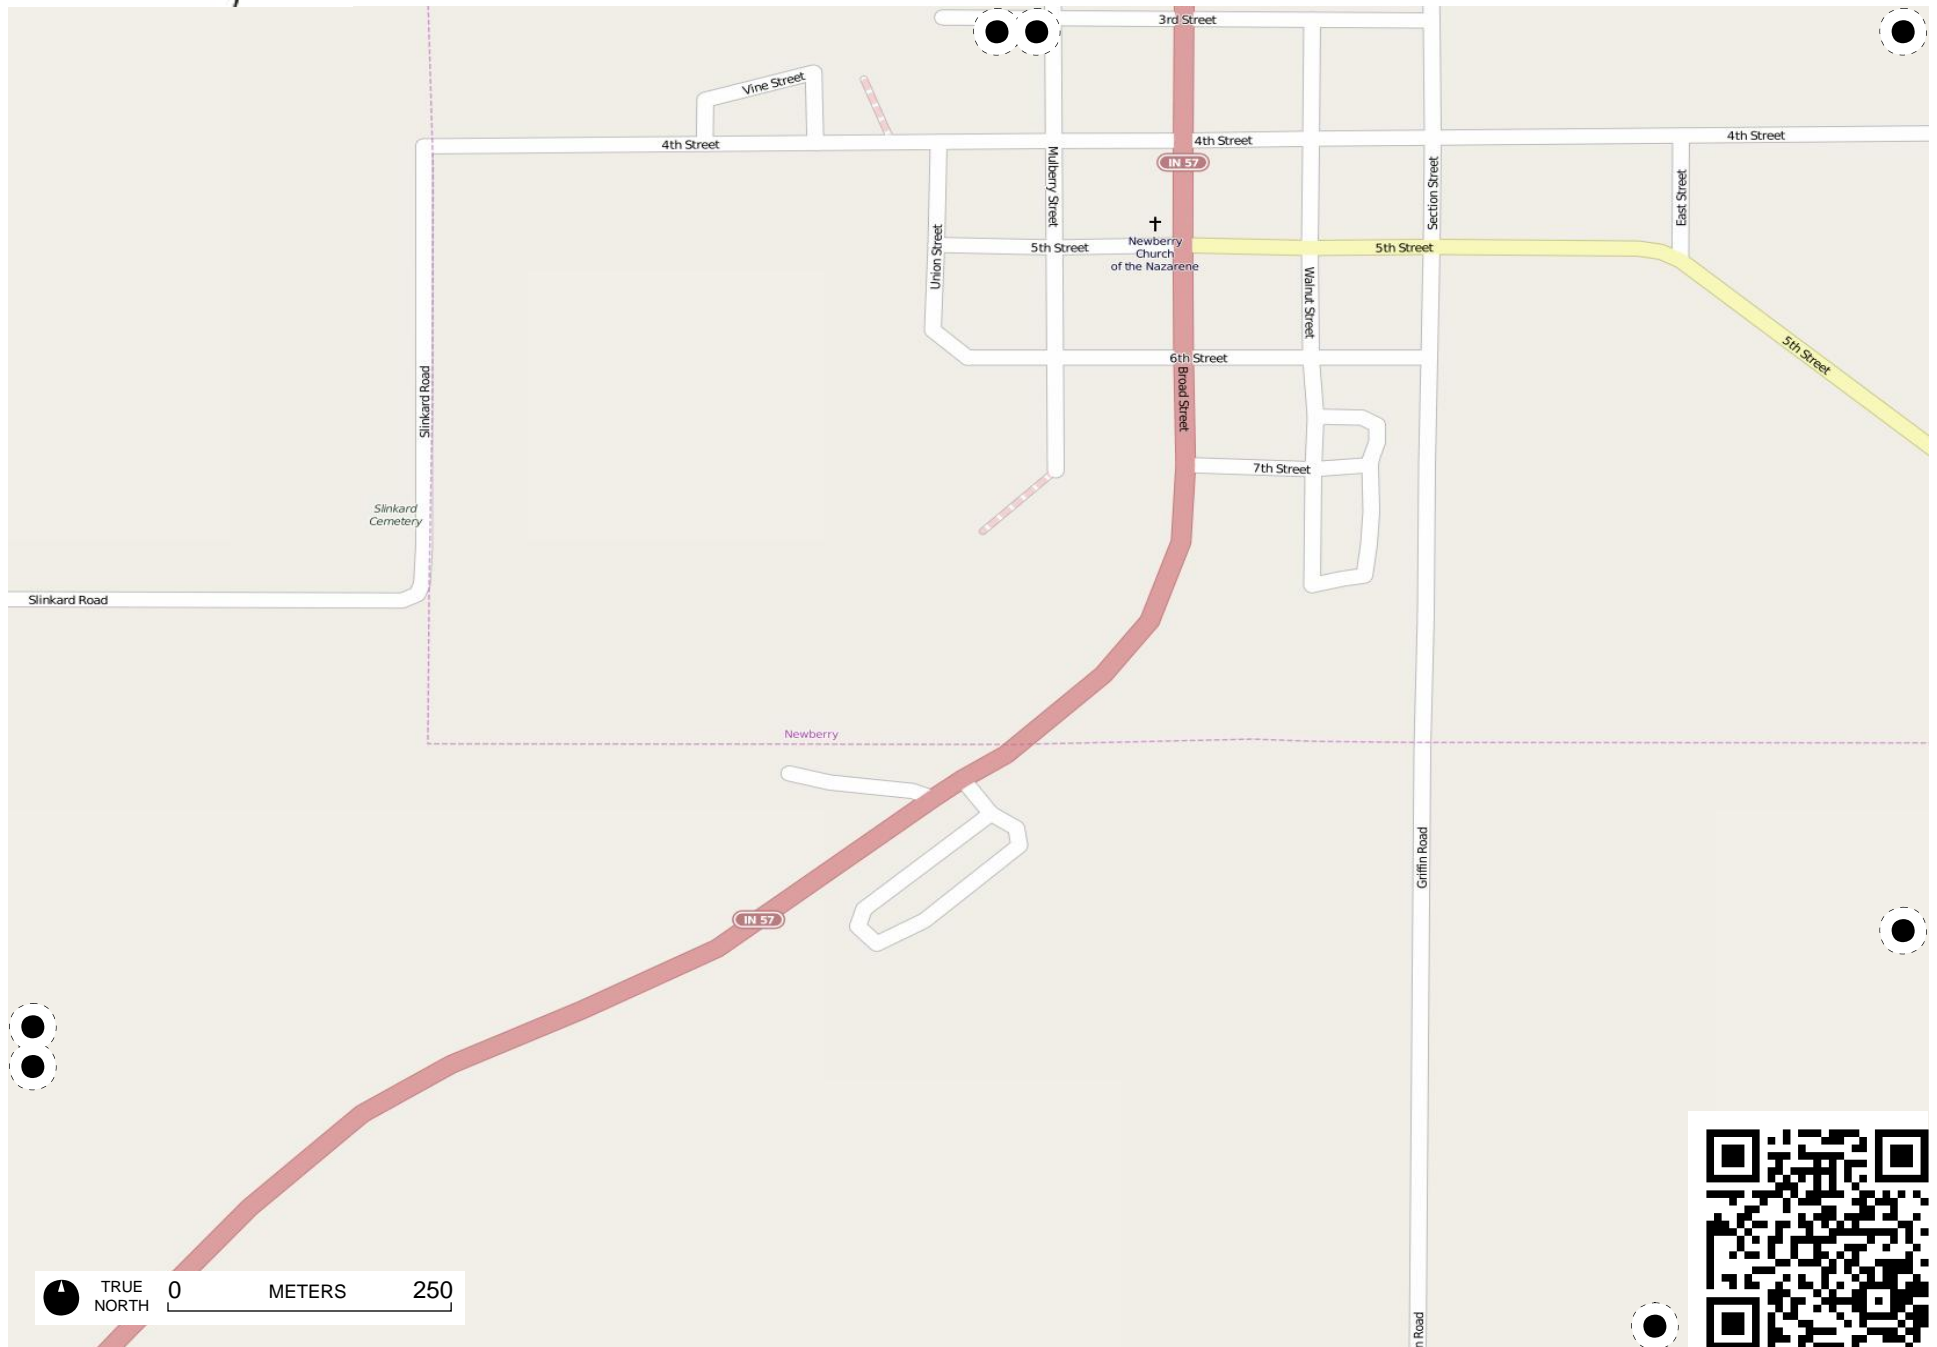 3rd Street
Vine Street
4th Street
4th Street
4th Street
IN 57
Mulberry Street
Section Street
East Street
Union Street
5th Street
Newberry
Church
of the Nazarene
5th Street
Walnut Street
5th Street
6th Street
Broad Street
Slinkard Road
7th Street
Slinkard
Cemetery
Slinkard Road
Newberry
Griffin Road
IN 57
TRUE
NORTH
0 METERS 250
n Road